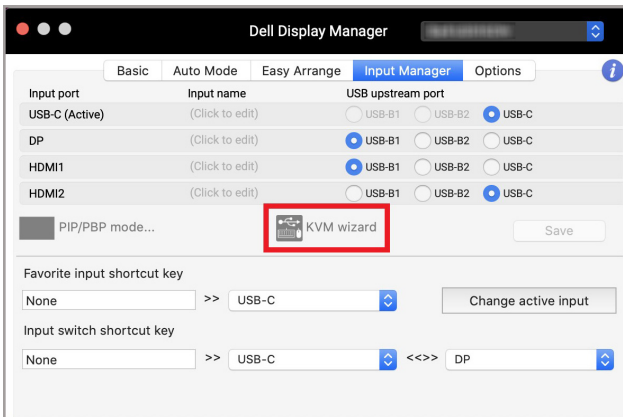 Dell Display Manager
Basic Auto Mode Easy Arrange Input Manager Options i
Input port Input name USB upstream port
USB-C (Active) (Click to edit) USB-B1 USB-B2 USB-C
DP (Click to edit) USB-B1 USB-B2 USB-C
HDMI1 (Click to edit) USB-B1 USB-B2 USB-C
HDMI2 (Click to edit) USB-B1 USB-B2 USB-C
PIP/PBP mode... KVM wizard Save
Favorite input shortcut key
None >> USB-C Change active input
Input switch shortcut key
None >> USB-C <<>> DP